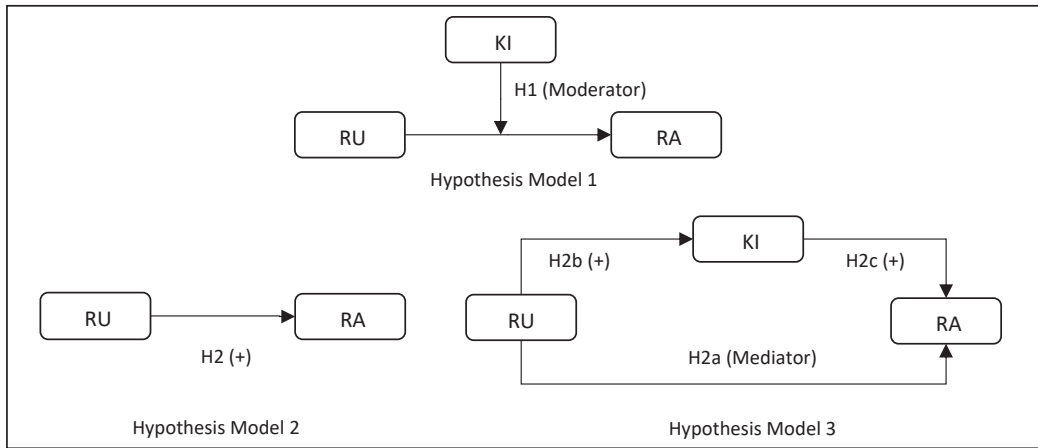 KI
H1 (Moderator)
RU
RA
Hypothesis Model 1
RU
RA
H2 (+)
Hypothesis Model 2
KI
H2b (+)
H2c (+)
RU
RA
H2a (Mediator)
Hypothesis Model 3